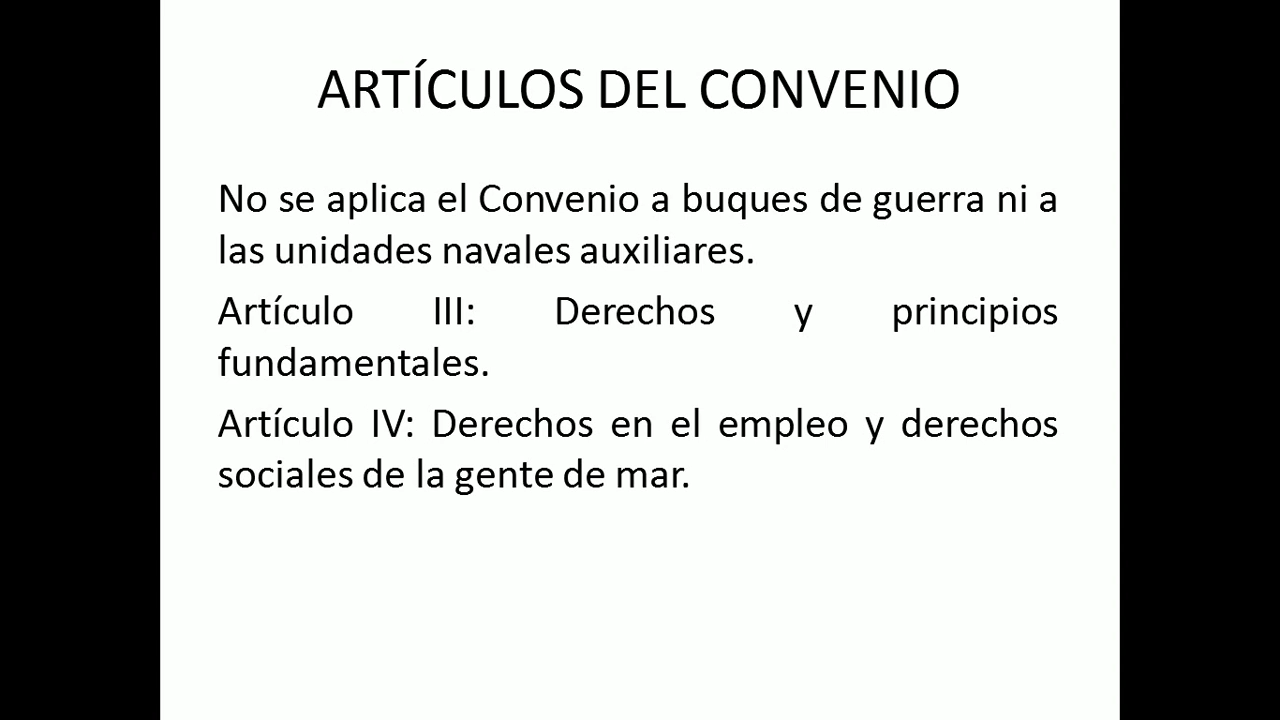 ARTÍCULOS DEL CONVENIO
No se aplica el Convenio a buques de guerra ni a
las unidades navales auxiliares.
Artículo III: Derechos y principios
fundamentales.
Artículo IV: Derechos en el empleo y derechos
sociales de la gente de mar.